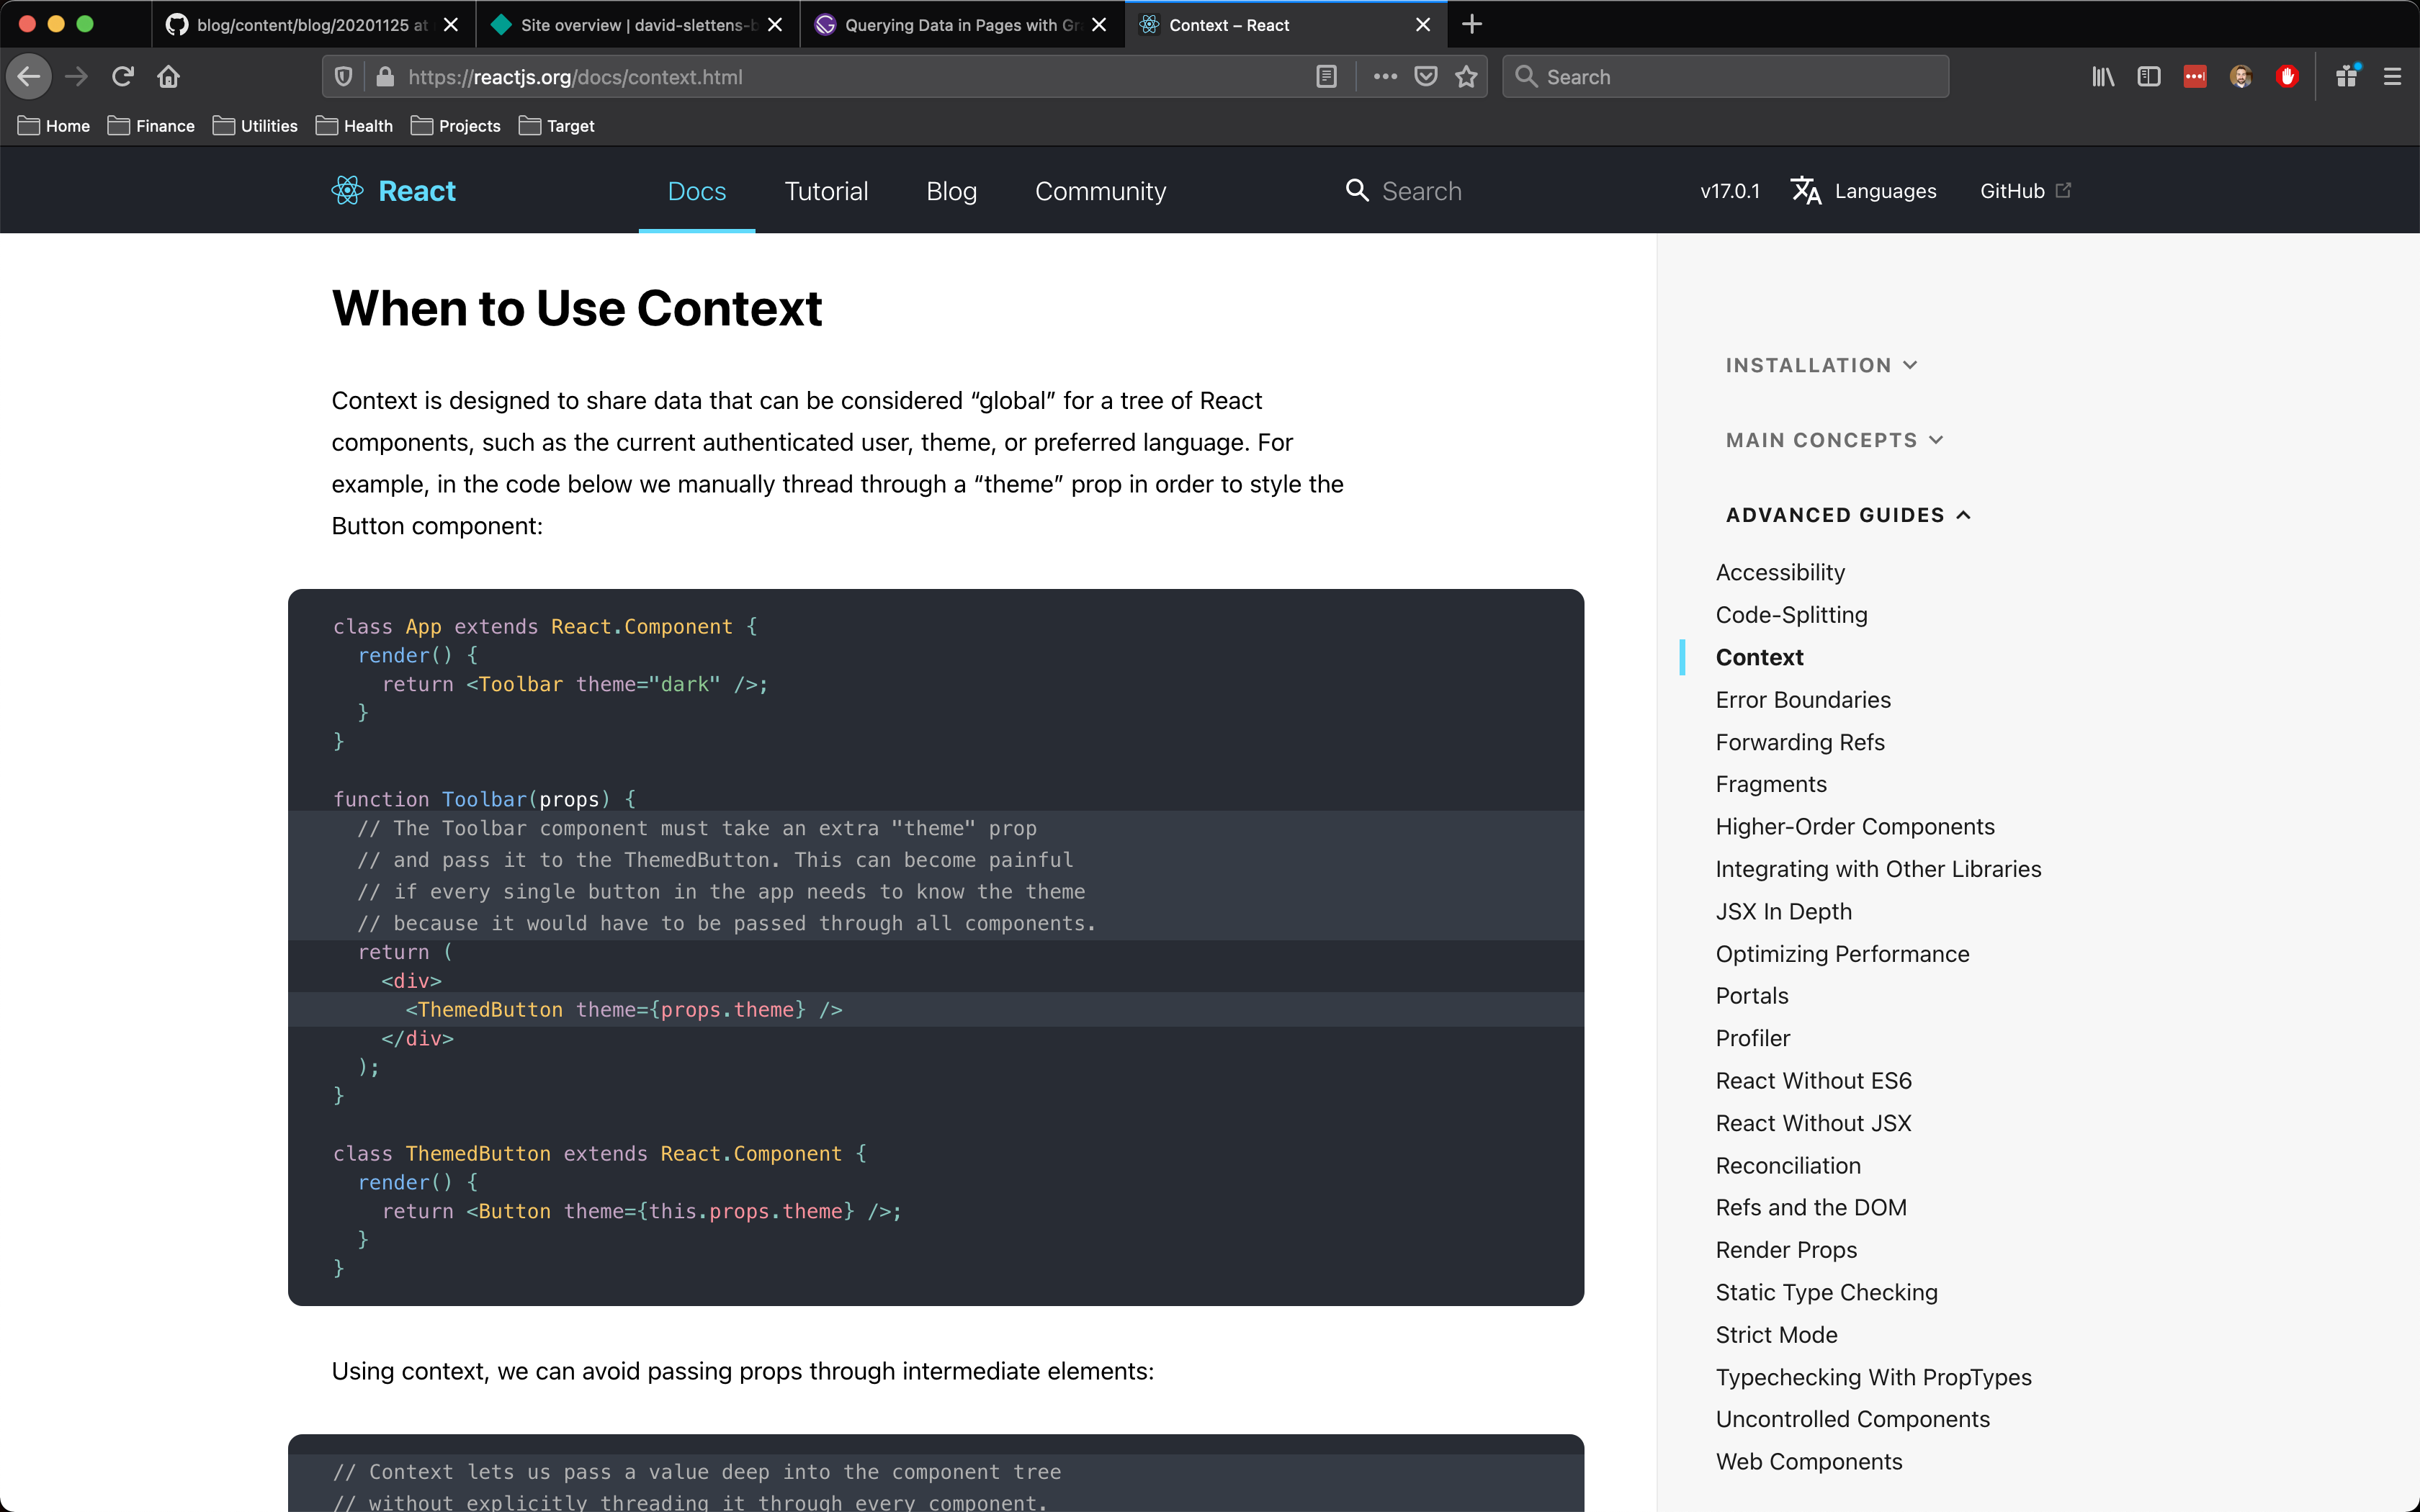 blog/content/blog/20201125 at
Site overview | david-slettens-b
Querying Data in Pages with Gr
Context – React
https://reactjs.org/docs/context.html
Search
Home
Finance
Utilities
Health
Projects
Target
React
Docs
Tutorial
Blog
Community
Search
v17.0.1
Languages
GitHub
When to Use Context
Context is designed to share data that can be considered “global” for a tree of React
components, such as the current authenticated user, theme, or preferred language. For
example, in the code below we manually thread through a “theme” prop in order to style the
Button component:
class App extends React.Component {
  render() {
    return <Toolbar theme="dark" />;
  }
}
function Toolbar(props) {
  // The Toolbar component must take an extra "theme" prop
  // and pass it to the ThemedButton. This can become painful
  // if every single button in the app needs to know the theme
  // because it would have to be passed through all components.
  return (
    <div>
      <ThemedButton theme={props.theme} />
    </div>
  );
}
class ThemedButton extends React.Component {
  render() {
    return <Button theme={this.props.theme} />;
  }
}
Using context, we can avoid passing props through intermediate elements:
// Context lets us pass a value deep into the component tree
// without explicitly threading it through every component.
INSTALLATION
MAIN CONCEPTS
ADVANCED GUIDES
Accessibility
Code-Splitting
Context
Error Boundaries
Forwarding Refs
Fragments
Higher-Order Components
Integrating with Other Libraries
JSX In Depth
Optimizing Performance
Portals
Profiler
React Without ES6
React Without JSX
Reconciliation
Refs and the DOM
Render Props
Static Type Checking
Strict Mode
Typechecking With PropTypes
Uncontrolled Components
Web Components